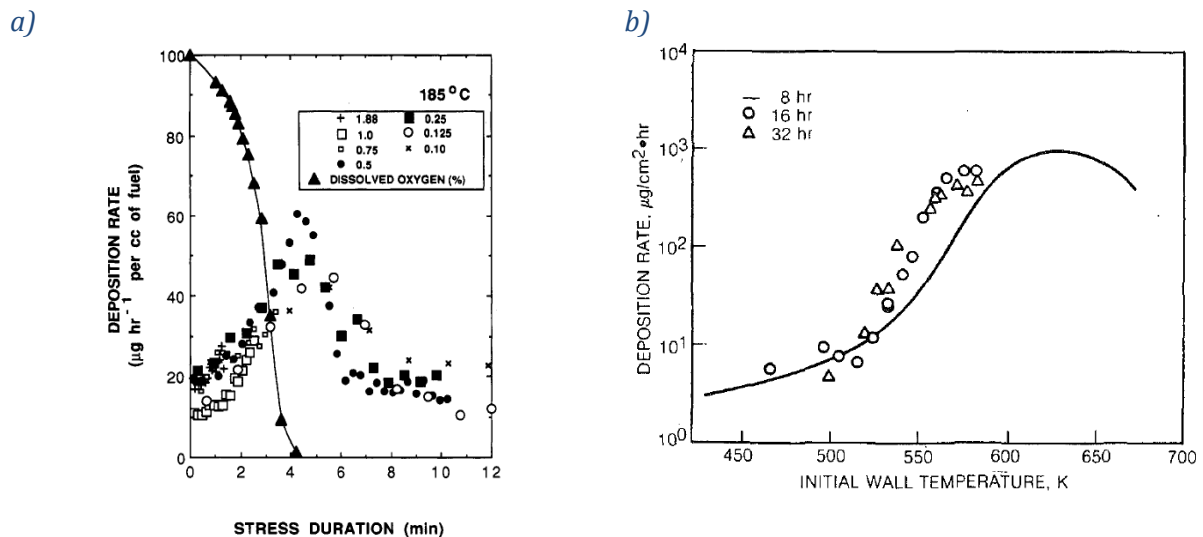 a)
b)
100
80
60
40
20
0
0 2 4 6 8 10 12
DEPOSITION RATE
(µg hr⁻¹ per cc of fuel)
STRESS DURATION (min)
185 °C
+ 1.88 ■ 0.25
□ 1.0 ○ 0.125
□ 0.75 × 0.10
● 0.5
▲ DISSOLVED OXYGEN (%)
10⁴
10³
10²
10¹
10⁰
450 500 550 600 650 700
DEPOSITION RATE, µg/cm²•hr
INITIAL WALL TEMPERATURE, K
— 8 hr
○ 16 hr
△ 32 hr